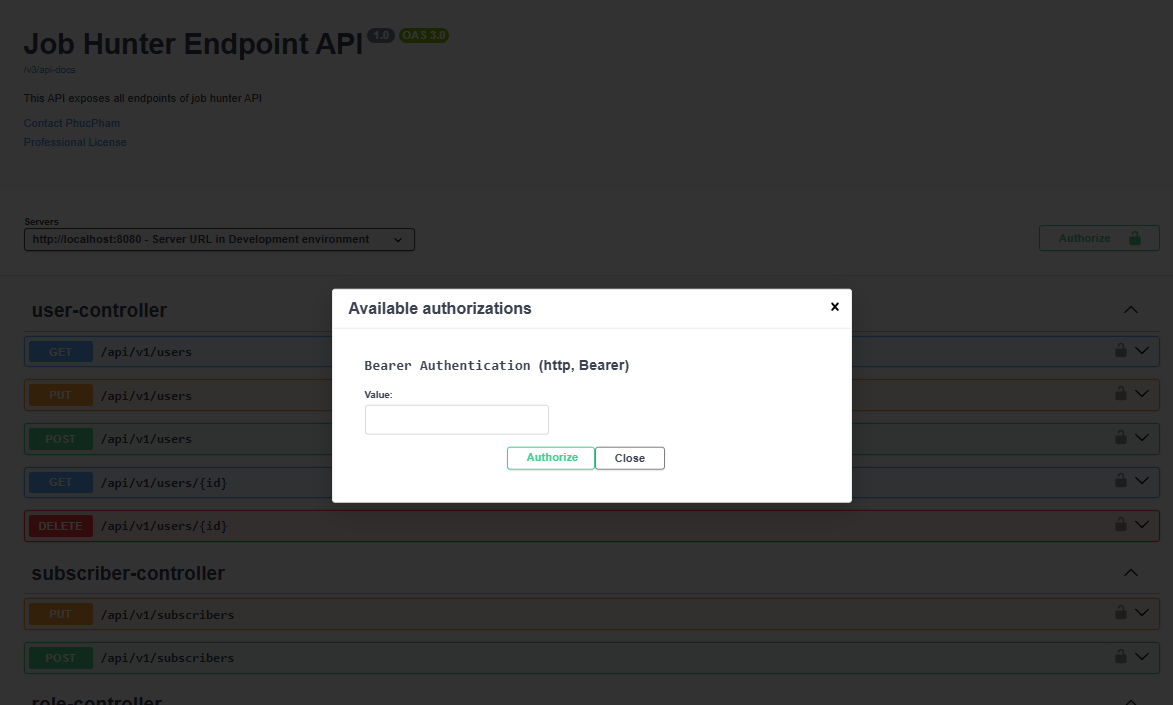 Job Hunter Endpoint API 1.0 OAS 3.0
/v3/api-docs
This API exposes all endpoints of job hunter API
Contact PhucPham
Professional License
Servers
http://localhost:8080 - Server URL in Development environment
Authorize
Available authorizations
Bearer Authentication (http, Bearer)
Value:
Authorize Close
user-controller
GET /api/v1/users
PUT /api/v1/users
POST /api/v1/users
GET /api/v1/users/{id}
DELETE /api/v1/users/{id}
subscriber-controller
PUT /api/v1/subscribers
POST /api/v1/subscribers
role-controller